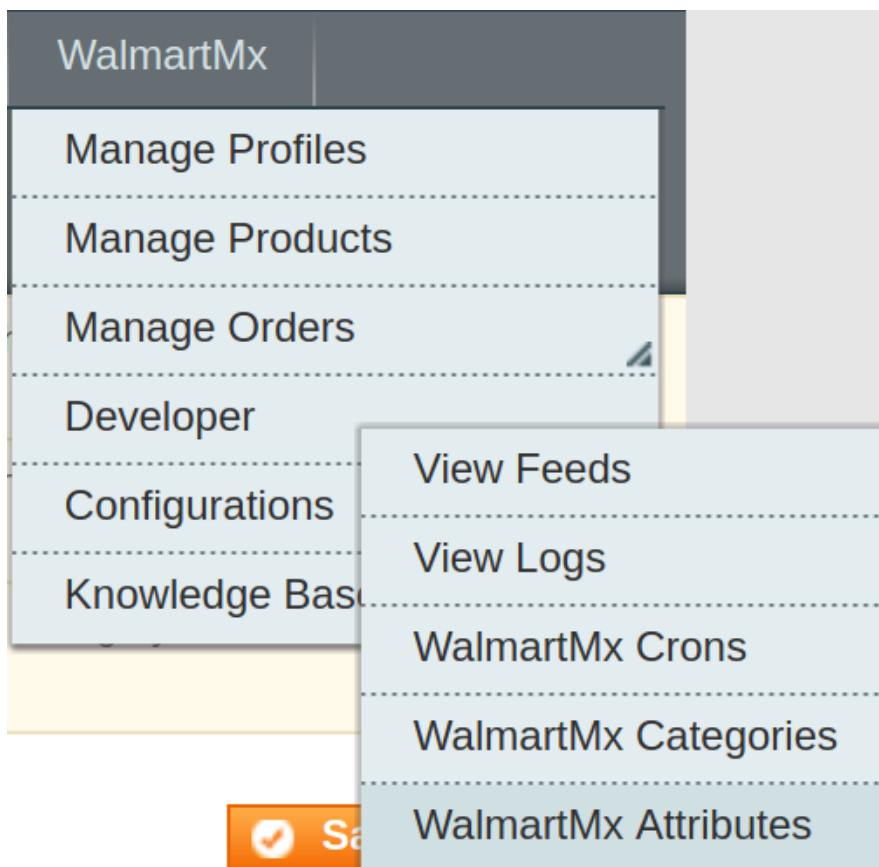 WalmartMx
Manage Profiles
Manage Products
Manage Orders
Developer
Configurations
Knowledge
View Feeds
View Logs
WalmartMx Crons
WalmartMx Categories
WalmartMx Attributes